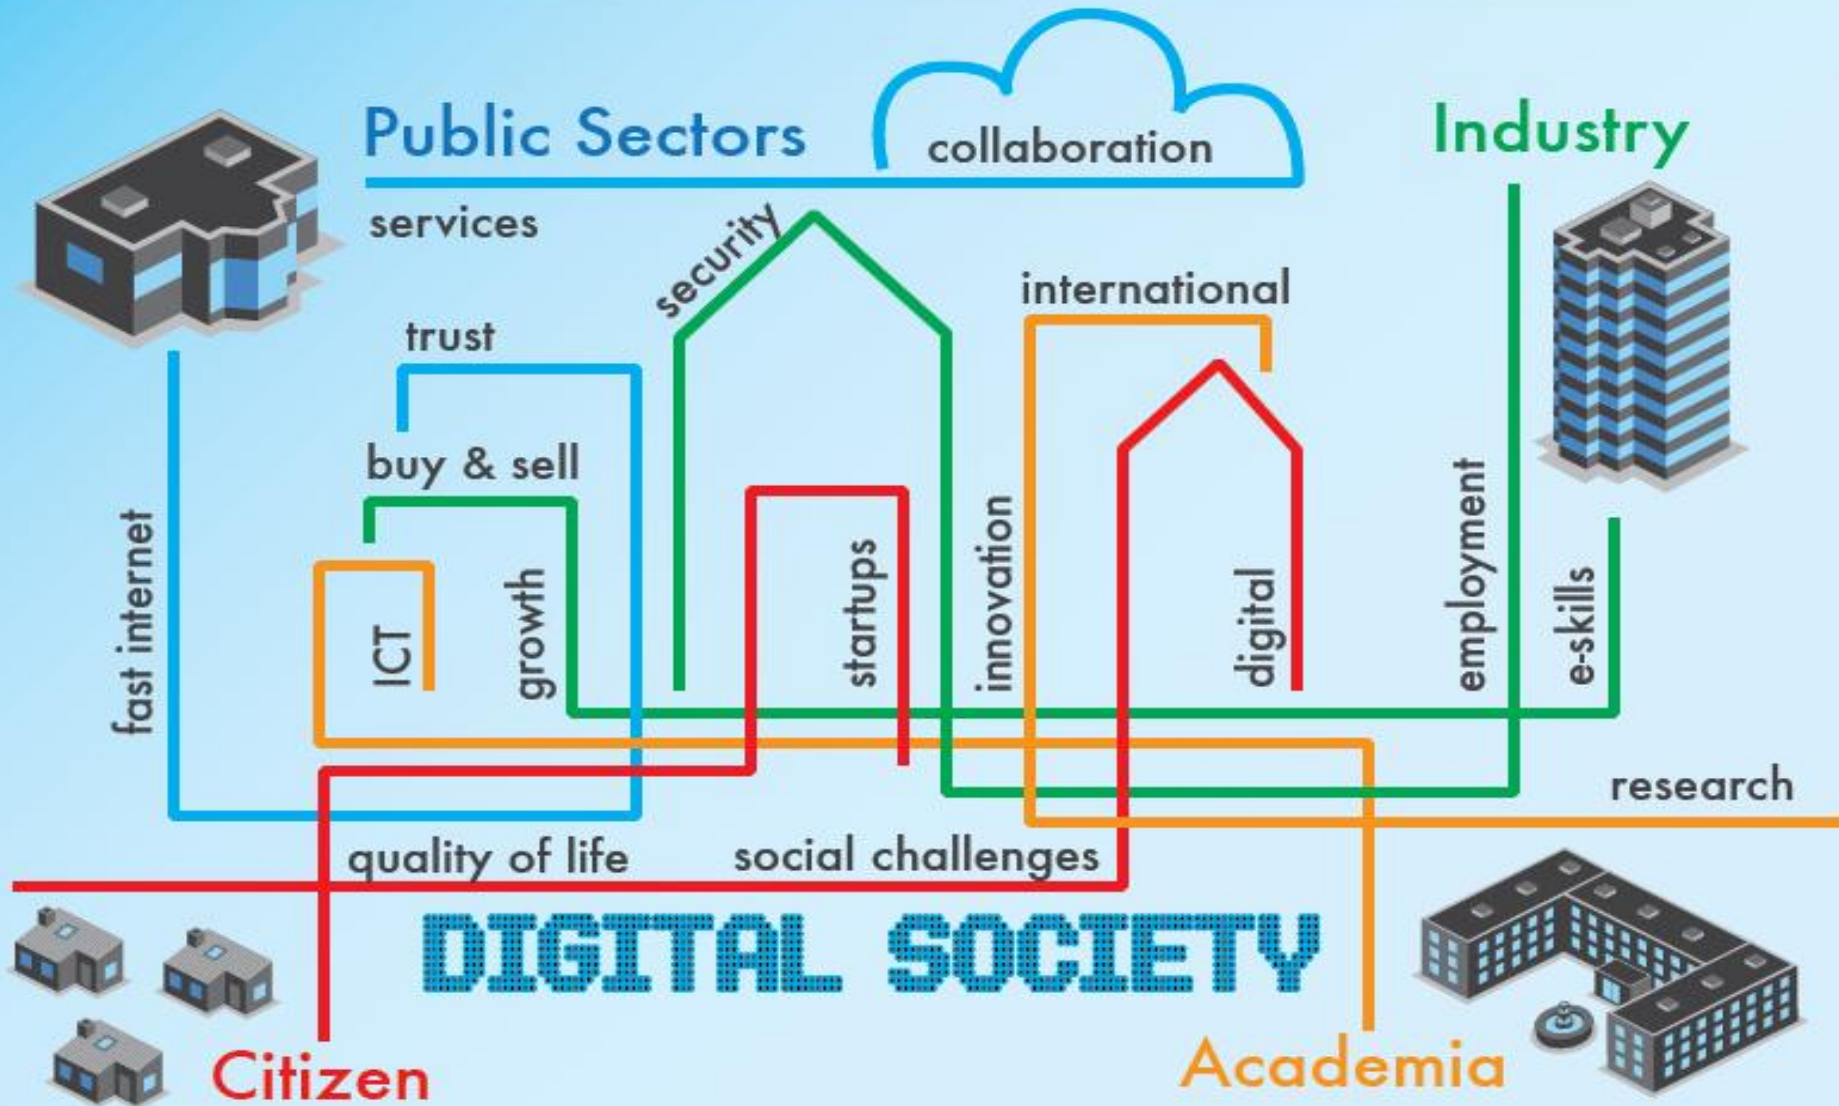 Public Sectors
collaboration
Industry
services
security
international
trust
buy & sell
fast internet
ICT
growth
startups
innovation
digital
employment
e-skills
research
quality of life
social challenges
DIGITAL SOCIETY
Citizen
Academia